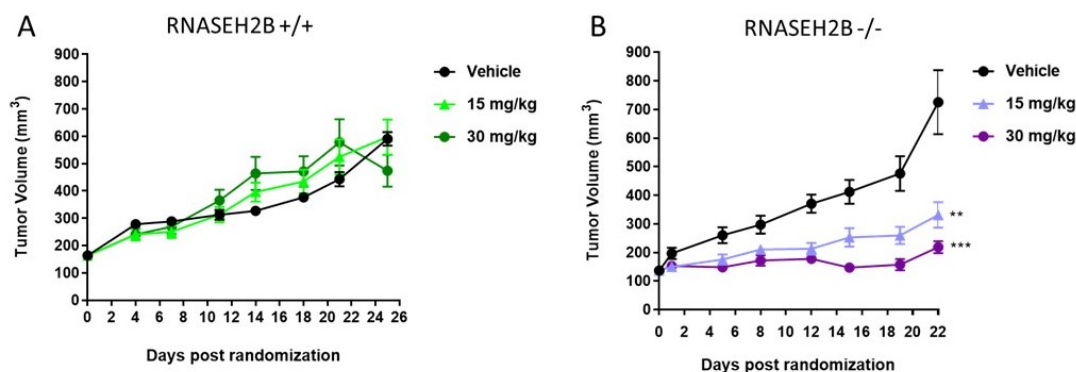 A
RNASEH2B +/+
Tumor Volume (mm³)
900
800
700
600
500
400
300
200
100
0
0 2 4 6 8 10 12 14 16 18 20 22 24 26
Days post randomization
Vehicle
15 mg/kg
30 mg/kg
B
RNASEH2B -/-
Tumor Volume (mm³)
900
800
700
600
500
400
300
200
100
0
0 2 4 6 8 10 12 14 16 18 20 22
Days post randomization
**
***
Vehicle
15 mg/kg
30 mg/kg